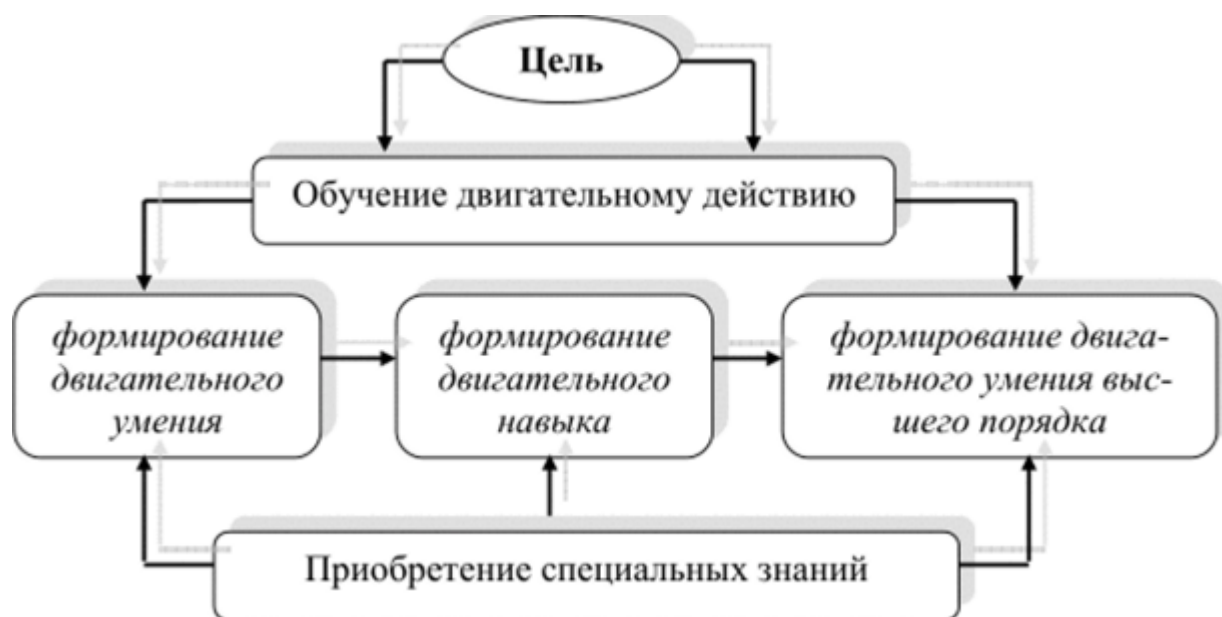 Цель
Обучение двигательному действию
формирование
двигательного
умения
формирование
двигательного
навыка
формирование двига-
тельного умения выс-
шего порядка
Приобретение специальных знаний